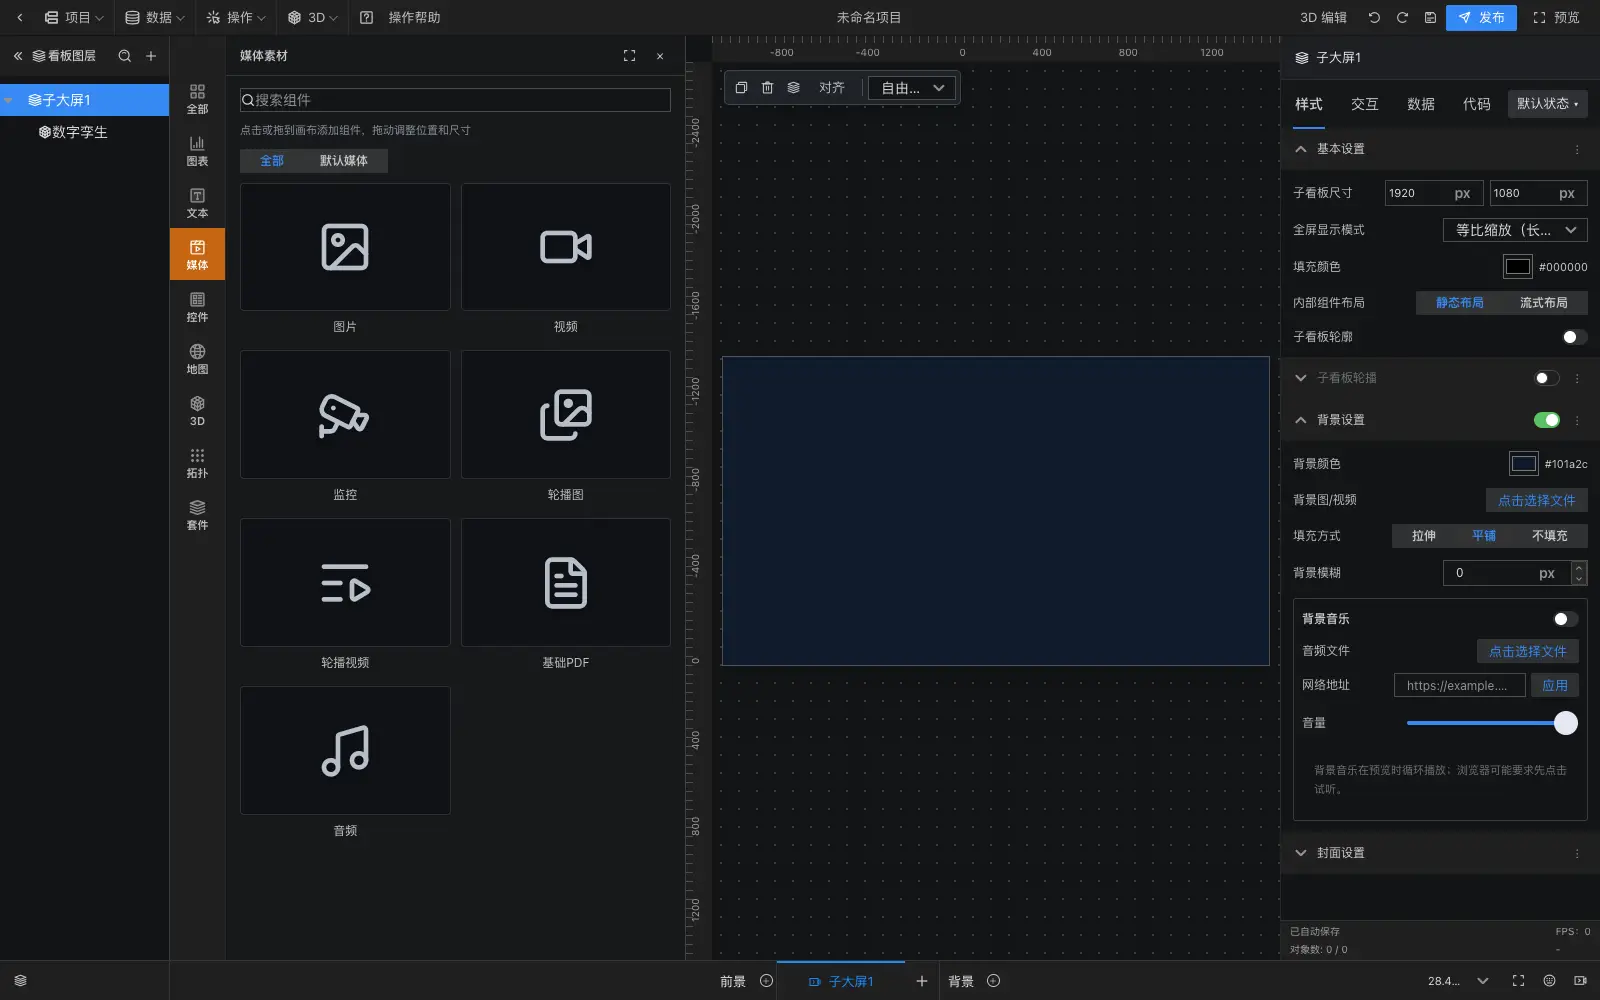 项目
数据
操作
3D
操作帮助
未命名项目
3D 编辑
发布
预览
看板图层
子大屏1
数字孪生
全部
图表
文本
媒体
控件
地图
3D
拓扑
套件
媒体素材
搜索组件
点击或拖到画布添加组件，拖动调整位置和尺寸
全部 默认媒体
图片 视频
监控 轮播图
轮播视频 基础PDF
音频
-800 -400 0 400 800 1200
-2400
-2000
-1600
-1200
-800
-400
0
400
800
1200
对齐 自由...
子大屏1
样式 交互 数据 代码 默认状态
基本设置
子看板尺寸 1920 px 1080 px
全屏显示模式 等比缩放（长...
填充颜色 #000000
内部组件布局 静态布局 流式布局
子看板轮廓
子看板轮播
背景设置
背景颜色 #101a2c
背景图/视频 点击选择文件
填充方式 拉伸 平铺 不填充
背景模糊 0 px
背景音乐
音频文件 点击选择文件
网络地址 https://example.... 应用
音量
背景音乐在预览时循环播放；浏览器可能要求先点击
试听。
封面设置
已自动保存 FPS: 0
对象数: 0 / 0 -
前景 子大屏1 背景
28.4...